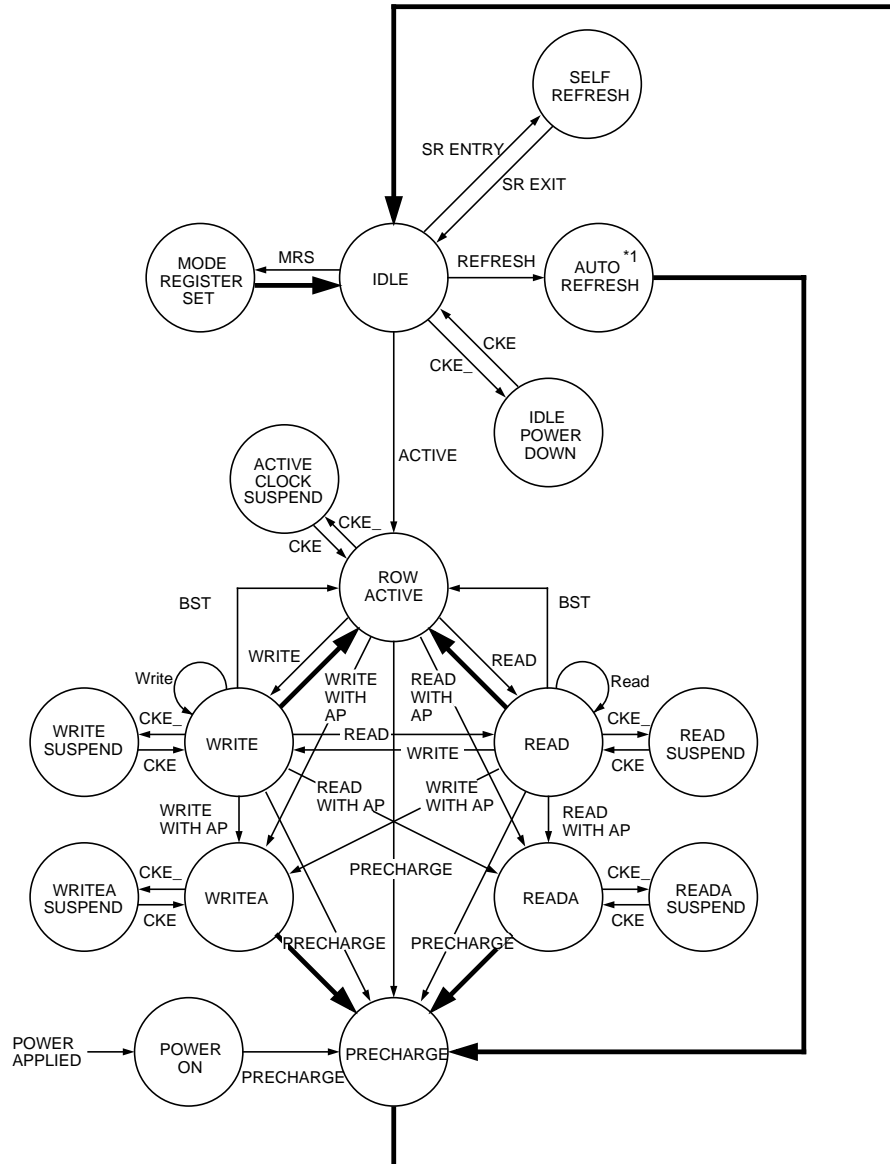 SELF
REFRESH
SR ENTRY
SR EXIT
MODE
REGISTER
SET
MRS
IDLE
REFRESH
AUTO *1
REFRESH
CKE
CKE_
IDLE
POWER
DOWN
ACTIVE
ACTIVE
CLOCK
SUSPEND
CKE_
CKE
ROW
ACTIVE
BST
BST
WRITE
READ
Write
WRITE
WITH
AP
READ
WITH
AP
Read
WRITE
SUSPEND
CKE_
CKE
WRITE
READ
WRITE
READ
CKE_
CKE
READ
SUSPEND
WRITE
WITH AP
READ
WITH AP
WRITE
WITH AP
READ
WITH AP
WRITEA
SUSPEND
CKE_
CKE
WRITEA
PRECHARGE
READA
CKE_
CKE
READA
SUSPEND
PRECHARGE
PRECHARGE
POWER
APPLIED
POWER
ON
PRECHARGE
PRECHARGE